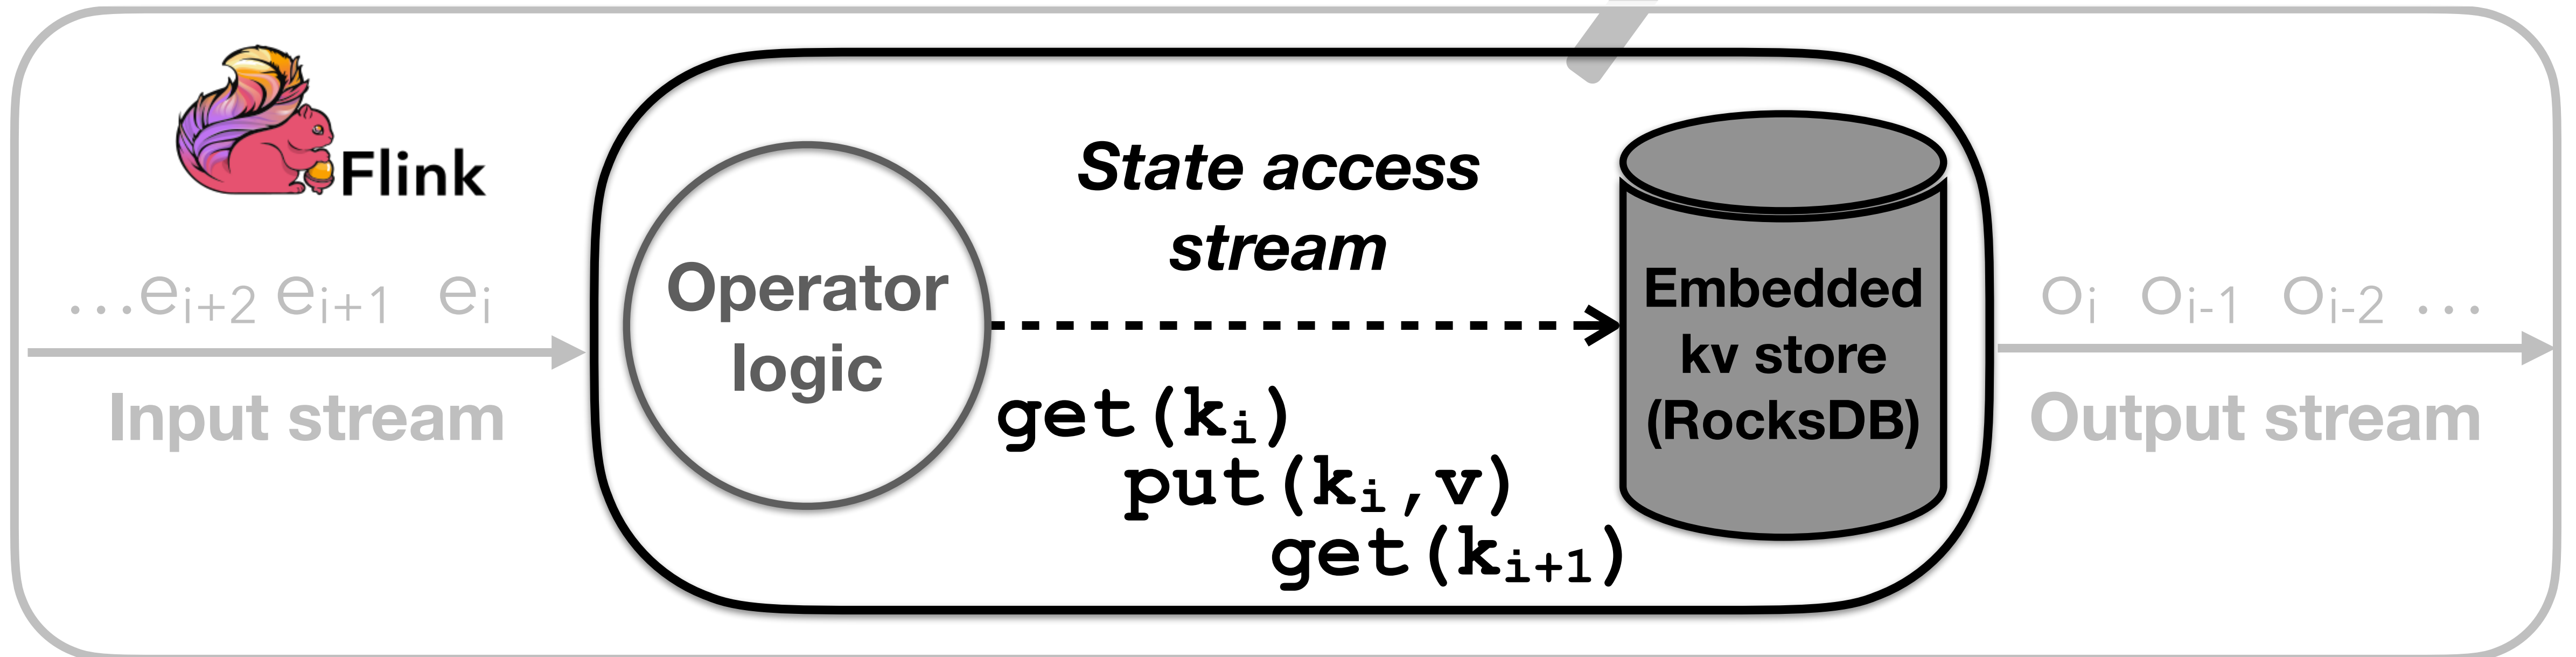 Flink
...eᵢ₊₂ eᵢ₊₁ eᵢ
Input stream
Operator
logic
State access
stream
get(kᵢ)
put(kᵢ,v)
get(kᵢ₊₁)
Embedded
kv store
(RocksDB)
oᵢ oᵢ₋₁ oᵢ₋₂ ...
Output stream